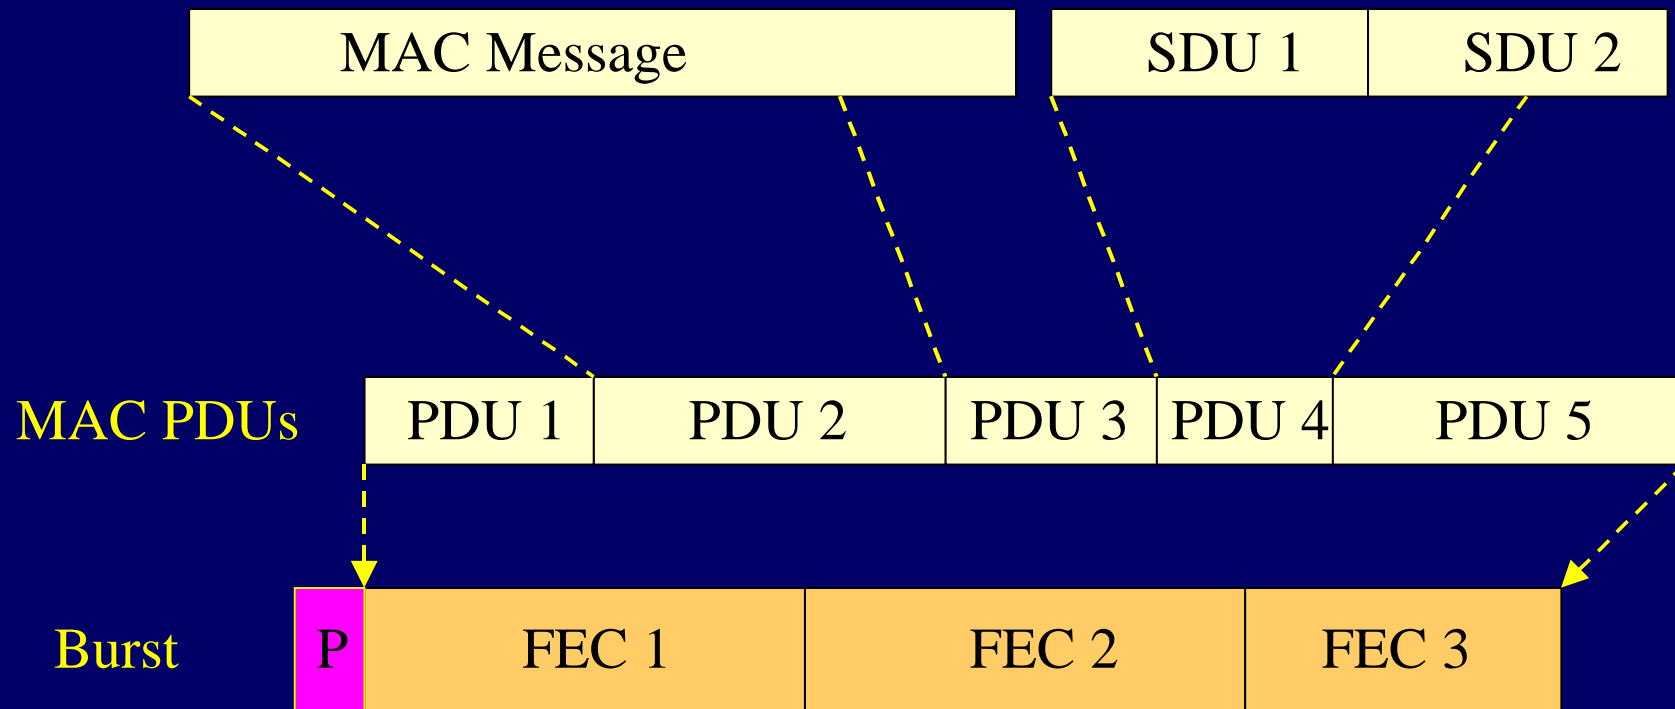 MAC Message
SDU 1
SDU 2
MAC PDUs
PDU 1
PDU 2
PDU 3
PDU 4
PDU 5
Burst
P
FEC 1
FEC 2
FEC 3